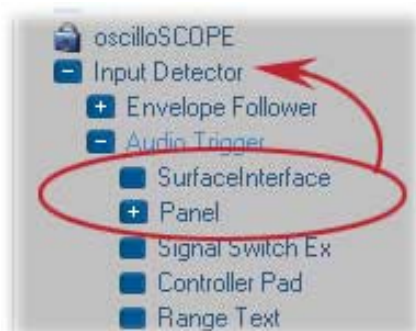 oscilloSCOPE
Input Detector
Envelope Follower
Audio Trigger
SurfaceInterface
Panel
Signal Switch Ex
Controller Pad
Range Text